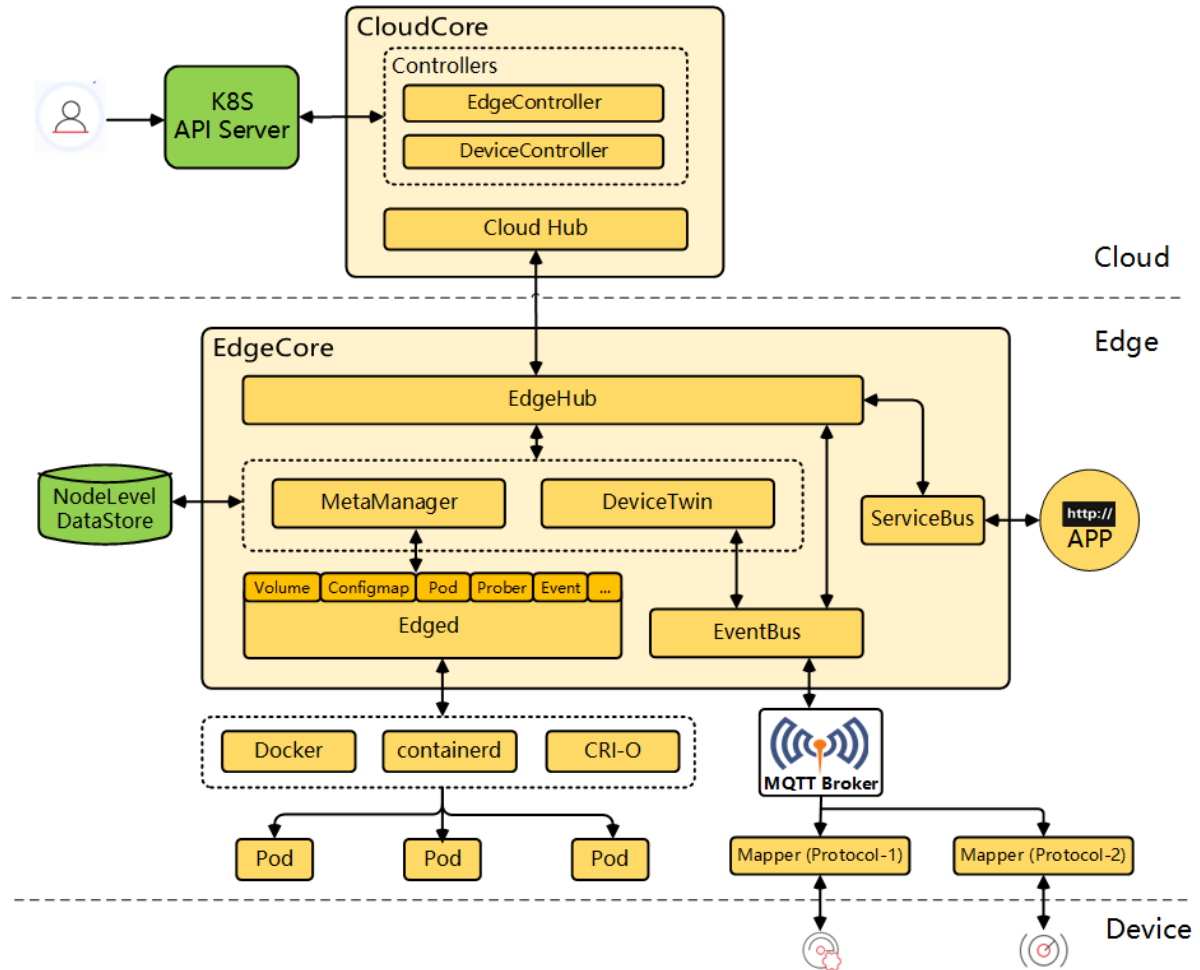 CloudCore
Controllers
EdgeController
DeviceController
K8S
API Server
Cloud Hub
Cloud
Edge
EdgeCore
EdgeHub
NodeLevel
DataStore
MetaManager
DeviceTwin
ServiceBus
http://
APP
Volume
Configmap
Pod
Prober
Event
...
Edged
EventBus
Docker
containerd
CRI-O
MQTT Broker
Pod
Pod
Pod
Mapper (Protocol-1)
Mapper (Protocol-2)
Device